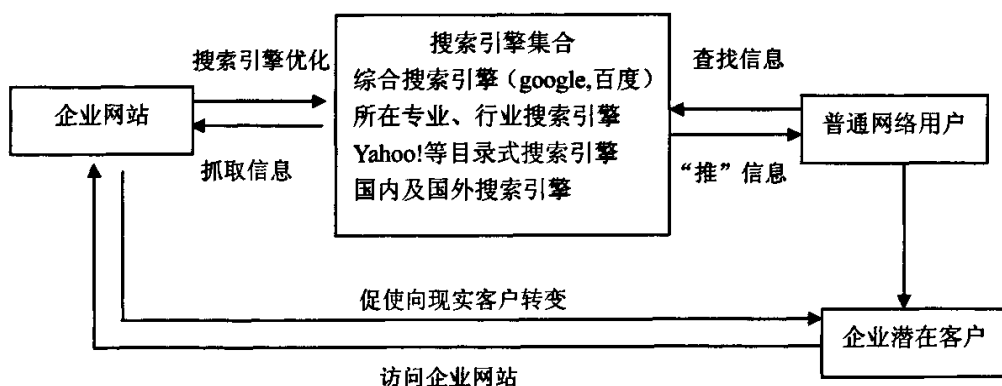 搜索引擎集合
搜索引擎优化
查找信息
综合搜索引擎（google,百度）
企业网站
所在专业、行业搜索引擎
普通网络用户
Yahoo!等目录式搜索引擎
抓取信息
“推”信息
国内及国外搜索引擎
促使向现实客户转变
企业潜在客户
访问企业网站